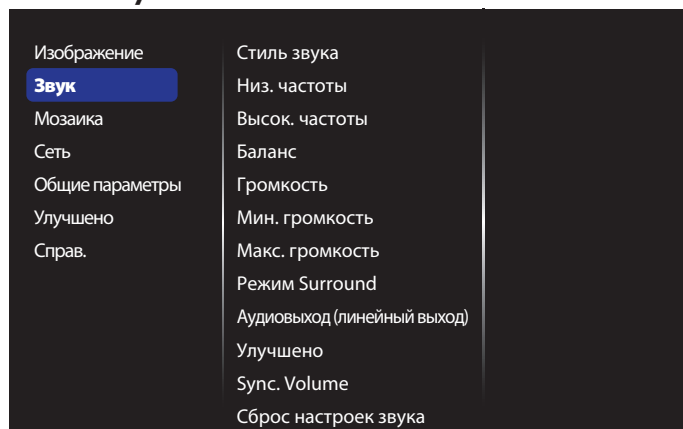 Изображение
Звук
Мозаика
Сеть
Общие параметры
Улучшено
Справ.
Стиль звука
Низ. частоты
Высок. частоты
Баланс
Громкость
Мин. громкость
Макс. громкость
Режим Surround
Аудиовыход (линейный выход)
Улучшено
Sync. Volume
Сброс настроек звука